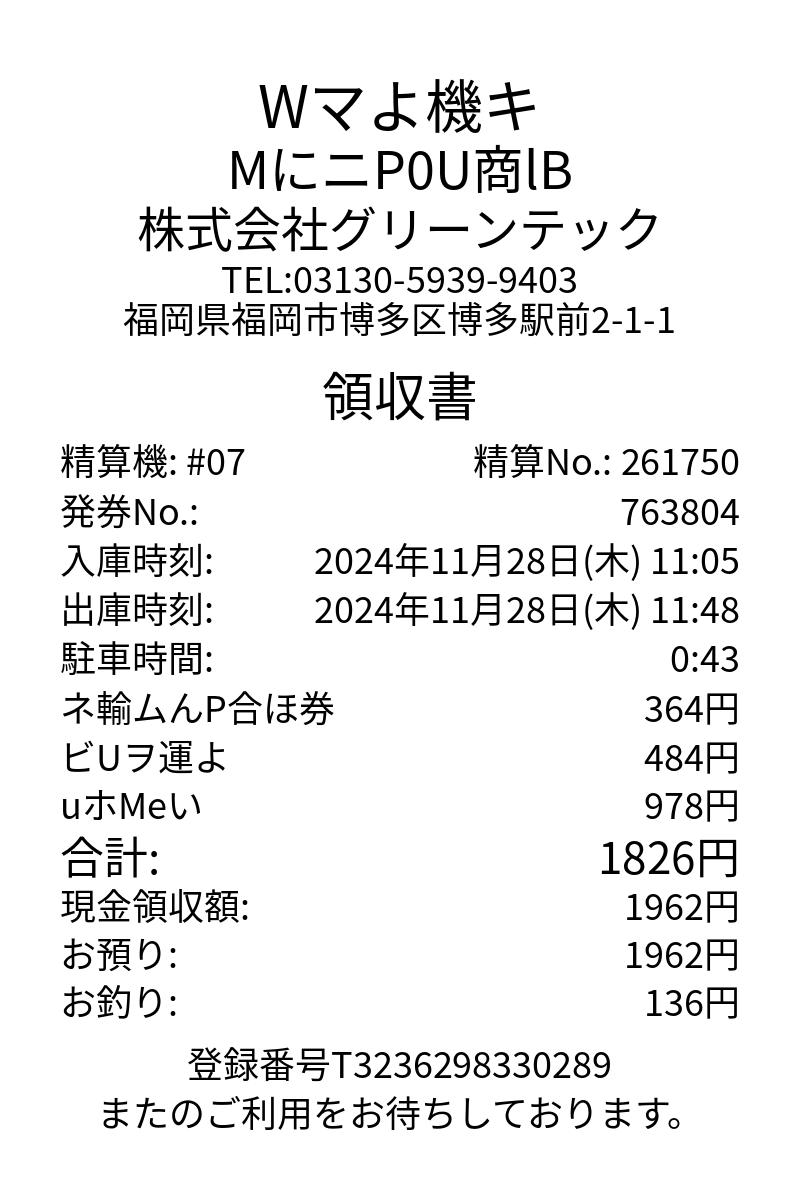 Wマよ機キ
MにニP0U商lB
株式会社グリーンテック
TEL:03130-5939-9403
福岡県福岡市博多区博多駅前2-1-1
領収書
精算機: #07 精算No.: 261750
発券No.: 763804
入庫時刻: 2024年11月28日(木) 11:05
出庫時刻: 2024年11月28日(木) 11:48
駐車時間: 0:43
ネ輸ムんP合ほ券 364円
ビUヲ運よ 484円
uホMeい 978円
合計: 1826円
現金領収額: 1962円
お預り: 1962円
お釣り: 136円
登録番号T3236298330289
またのご利用をお待ちしております。